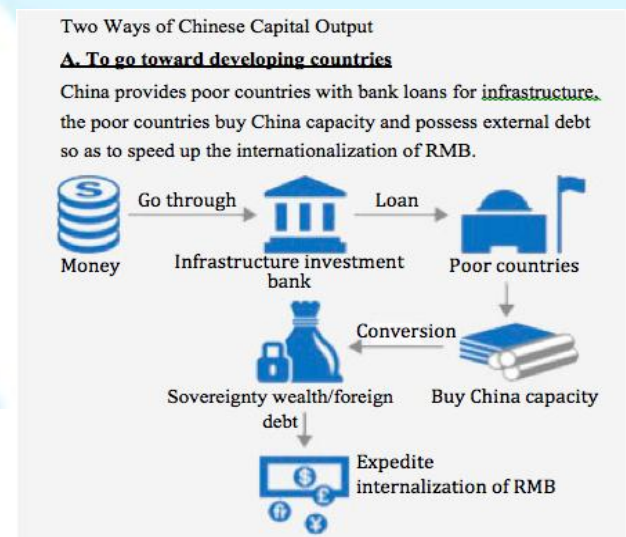 Two Ways of Chinese Capital Output
A. To go toward developing countries
China provides poor countries with bank loans for infrastructure,
the poor countries buy China capacity and possess external debt
so as to speed up the internationalization of RMB.
S
Go through
Loan
Money
Infrastructure investment
bank
Poor countries
Conversion
Sovereignty wealth/foreign
debt
Buy China capacity
$
£
¥
Expedite
internalization of RMB